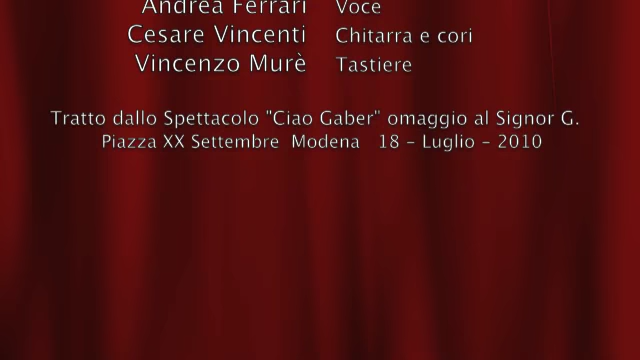 Andrea Ferrari Voce
Cesare Vincenti Chitarra e cori
Vincenzo Murè Tastiere
Tratto dallo Spettacolo "Ciao Gaber" omaggio al Signor G.
Piazza XX Settembre Modena 18 - Luglio - 2010